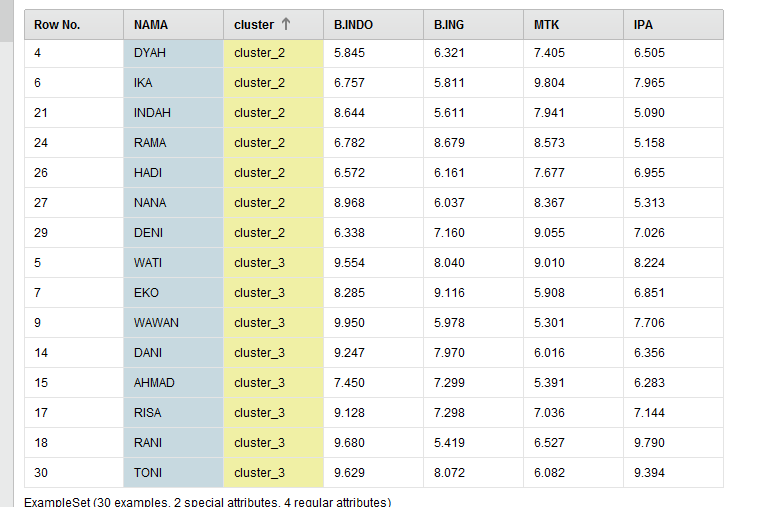 Row No. NAMA cluster B.INDO B.ING MTK IPA
4 DYAH cluster_2 5.845 6.321 7.405 6.505
6 IKA cluster_2 6.757 5.811 9.804 7.965
21 INDAH cluster_2 8.644 5.611 7.941 5.090
24 RAMA cluster_2 6.782 8.679 8.573 5.158
26 HADI cluster_2 6.572 6.161 7.677 6.955
27 NANA cluster_2 8.968 6.037 8.367 5.313
29 DENI cluster_2 6.338 7.160 9.055 7.026
5 WATI cluster_3 9.554 8.040 9.010 8.224
7 EKO cluster_3 8.285 9.116 5.908 6.851
9 WAWAN cluster_3 9.950 5.978 5.301 7.706
14 DANI cluster_3 9.247 7.970 6.016 6.356
15 AHMAD cluster_3 7.450 7.299 5.391 6.283
17 RISA cluster_3 9.128 7.298 7.036 7.144
18 RANI cluster_3 9.680 5.419 6.527 9.790
30 TONI cluster_3 9.629 8.072 6.082 9.394
ExampleSet (30 examples, 2 special attributes, 4 regular attributes)